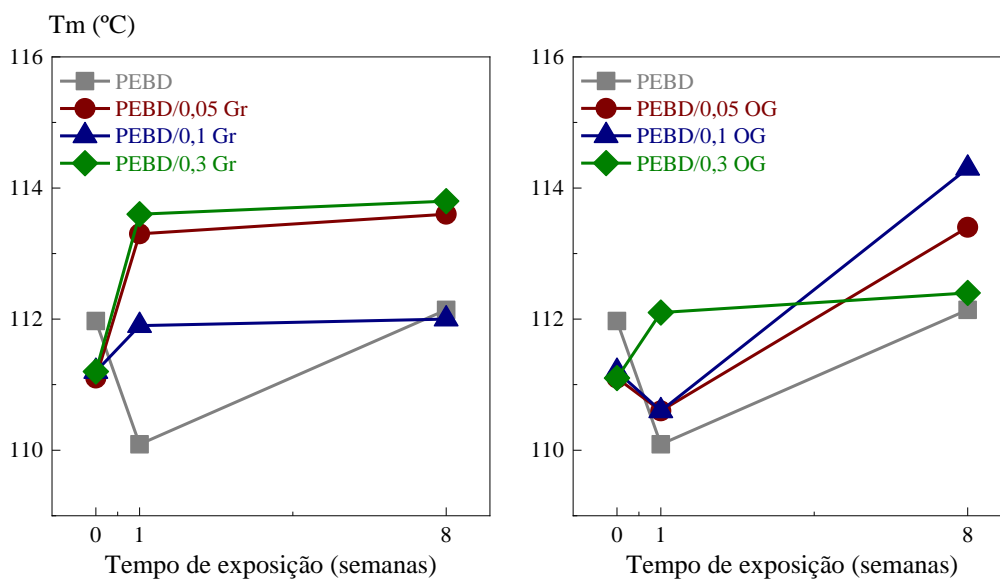 Tm (ºC)
116
114
112
110
PEBD
PEBD/0,05 Gr
PEBD/0,1 Gr
PEBD/0,3 Gr
0
1
8
Tempo de exposição (semanas)
116
114
112
110
PEBD
PEBD/0,05 OG
PEBD/0,1 OG
PEBD/0,3 OG
0
1
8
Tempo de exposição (semanas)